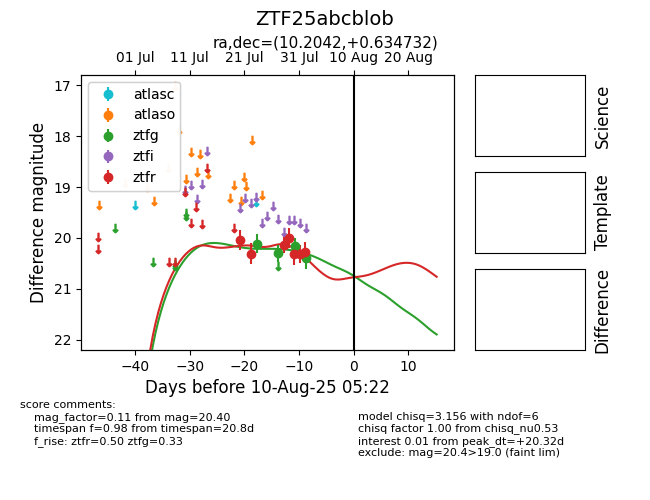 ZTF25abcblob
ra,dec=(10.2042,+0.634732)
01 Jul 11 Jul 21 Jul 31 Jul 10 Aug 20 Aug
17
18
19
20
21
22
Difference magnitude
atlasc
atlaso
ztfg
ztfi
ztfr
Science
Template
Difference
−40 −30 −20 −10 0 10
Days before 10-Aug-25 05:22
score comments:
mag_factor=0.11 from mag=20.40
timespan f=0.98 from timespan=20.8d
f_rise: ztfr=0.50 ztfg=0.33
model chisq=3.156 with ndof=6
chisq factor 1.00 from chisq_nu0.53
interest 0.01 from peak_dt=+20.32d
exclude: mag=20.4>19.0 (faint lim)